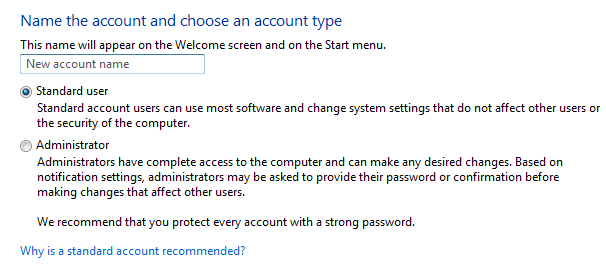 Name the account and choose an account type
This name will appear on the Welcome screen and on the Start menu.
New account name
Standard user
Standard account users can use most software and change system settings that do not affect other users or
the security of the computer.
Administrator
Administrators have complete access to the computer and can make any desired changes. Based on
notification settings, administrators may be asked to provide their password or confirmation before
making changes that affect other users.
We recommend that you protect every account with a strong password.
Why is a standard account recommended?